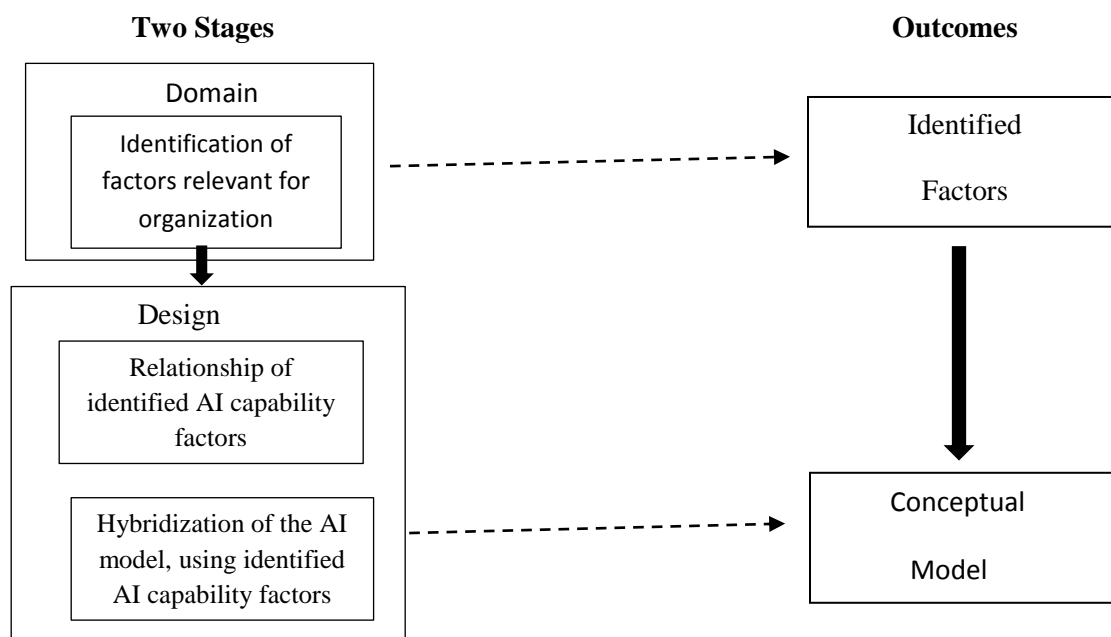 Two Stages
Outcomes
Domain
Identification of
factors relevant for
organization
Identified
Factors
Design
Relationship of
identified AI capability
factors
Hybridization of the AI
model, using identified
AI capability factors
Conceptual
Model